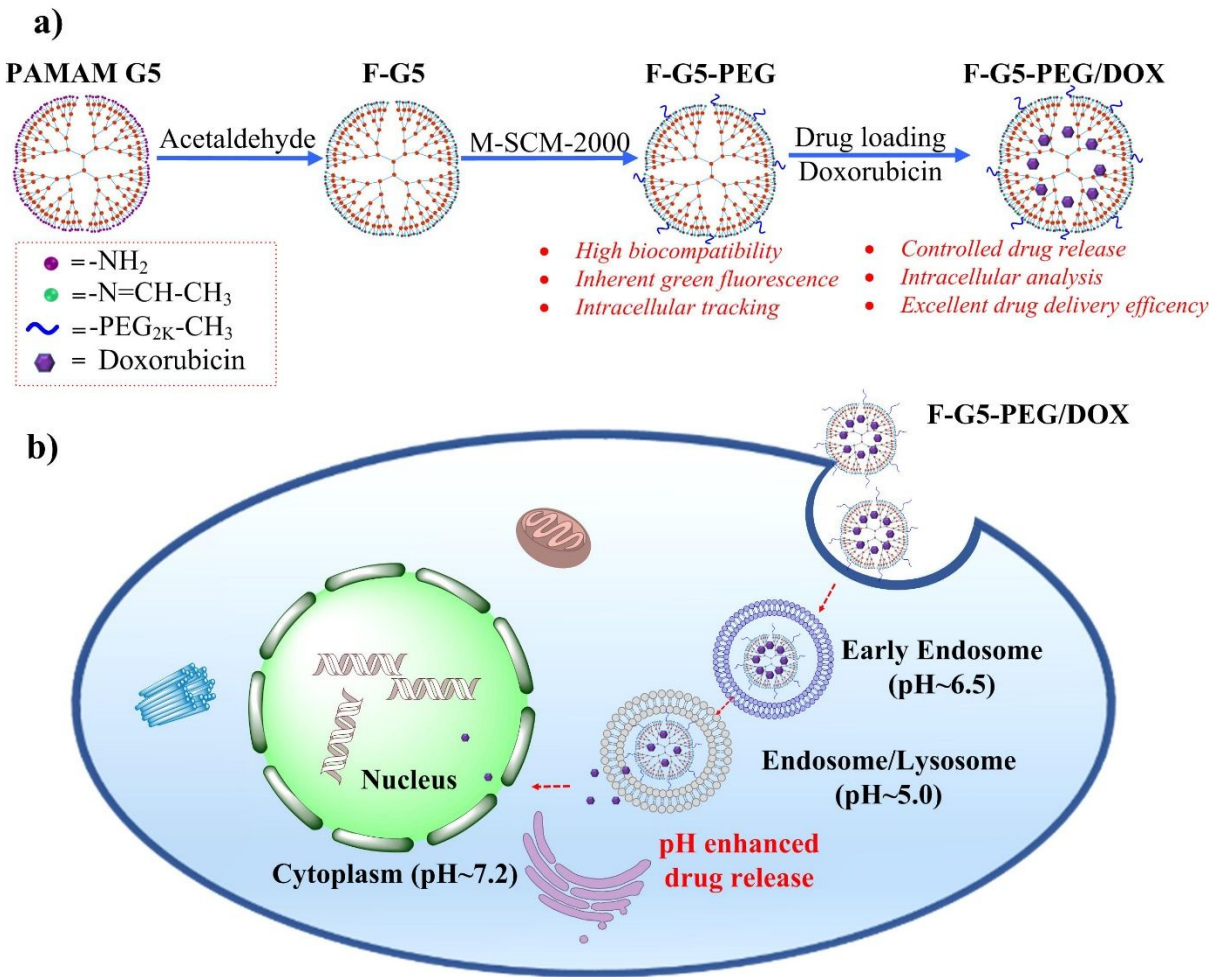 a)
PAMAM G5
F-G5
F-G5-PEG
F-G5-PEG/DOX
Acetaldehyde
M-SCM-2000
Drug loading
Doxorubicin
=-NH₂
=-N=CH-CH₃
=-PEG₂K-CH₃
= Doxorubicin
• High biocompatibility
• Inherent green fluorescence
• Intracellular tracking
• Controlled drug release
• Intracellular analysis
• Excellent drug delivery efficency
b)
F-G5-PEG/DOX
Early Endosome
(pH~6.5)
Endosome/Lysosome
(pH~5.0)
Nucleus
pH enhanced
drug release
Cytoplasm (pH~7.2)